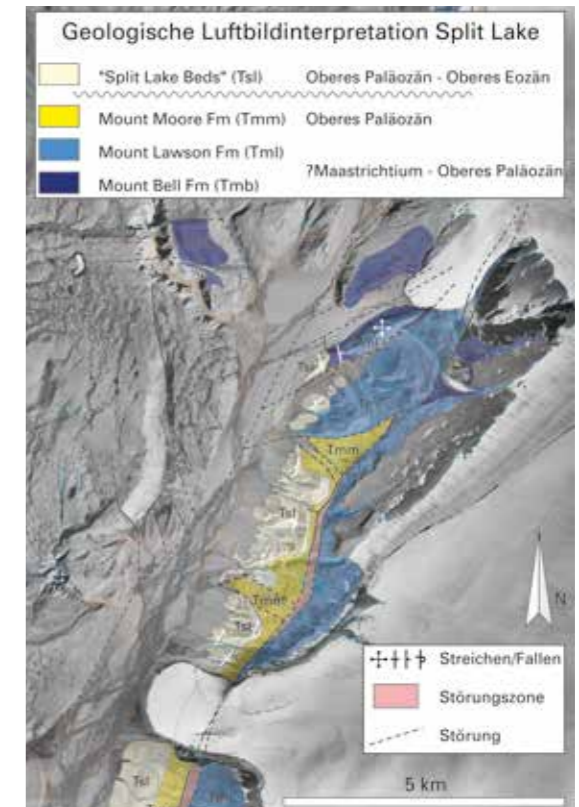 Geologische Luftbildinterpretation Split Lake
"Split Lake Beds" (Tsl) Oberes Paläozän - Oberes Eozän
Mount Moore Fm (Tmm) Oberes Paläozän
Mount Lawson Fm (Tml)
?Maastrichtium - Oberes Paläozän
Mount Bell Fm (Tmb)
Tmm
Tsl
Tmm
Tsl
N
Streichen/Fallen
Störungszone
Störung
Tsl
5 km